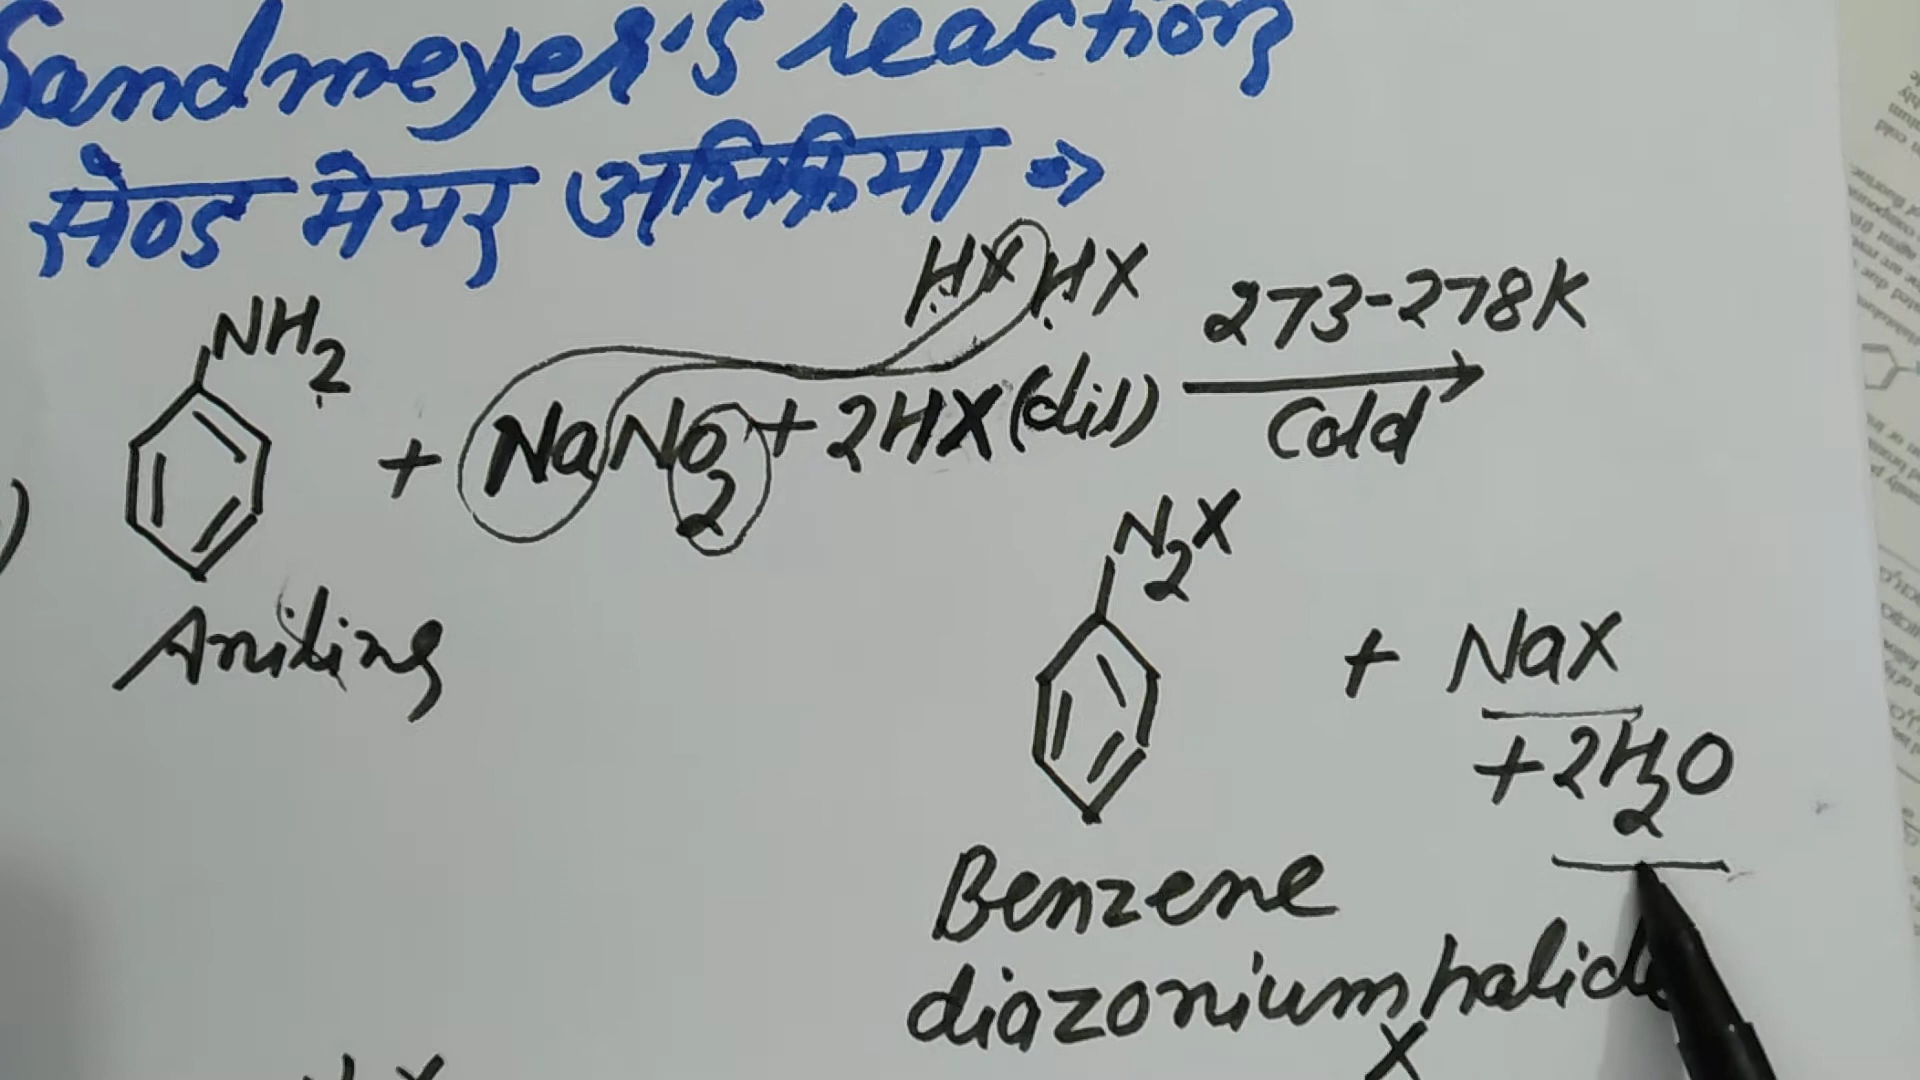 Sandmeyer's reaction
सेण्ड मेयर अभिक्रिया ⇒
HX HX
NH2 + NaNO2 + 2HX (dil) 273-278K
Cold
Aniline
N2X + NaX
+ 2H2O
Benzene
diazonium halide
X